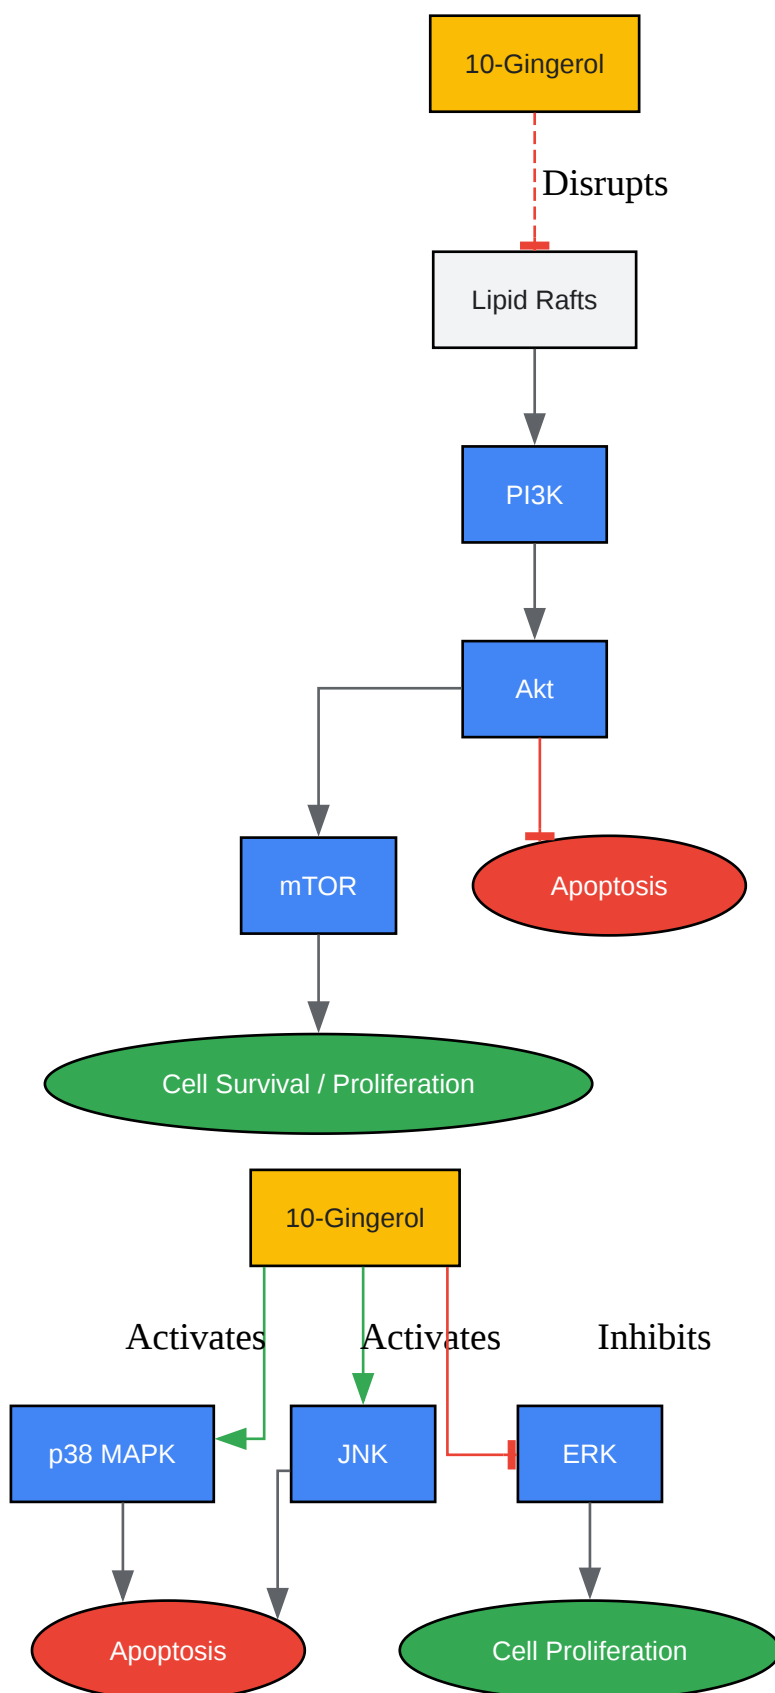 10-Gingerol
Disrupts
Lipid Rafts
PI3K
Akt
mTOR
Apoptosis
Cell Survival / Proliferation
10-Gingerol
Activates
Activates
Inhibits
p38 MAPK
JNK
ERK
Apoptosis
Cell Proliferation